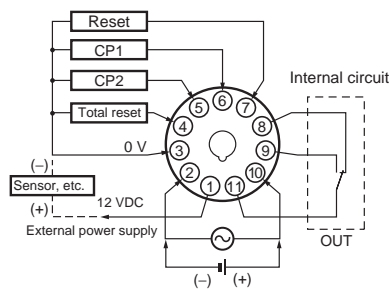 Reset
CP1
CP2
Total reset
Internal circuit
6
5
7
4
8
0 V
3
9
2
10
1
11
(−)
Sensor, etc.
(+)
12 VDC
External power supply
OUT
(−)
(+)